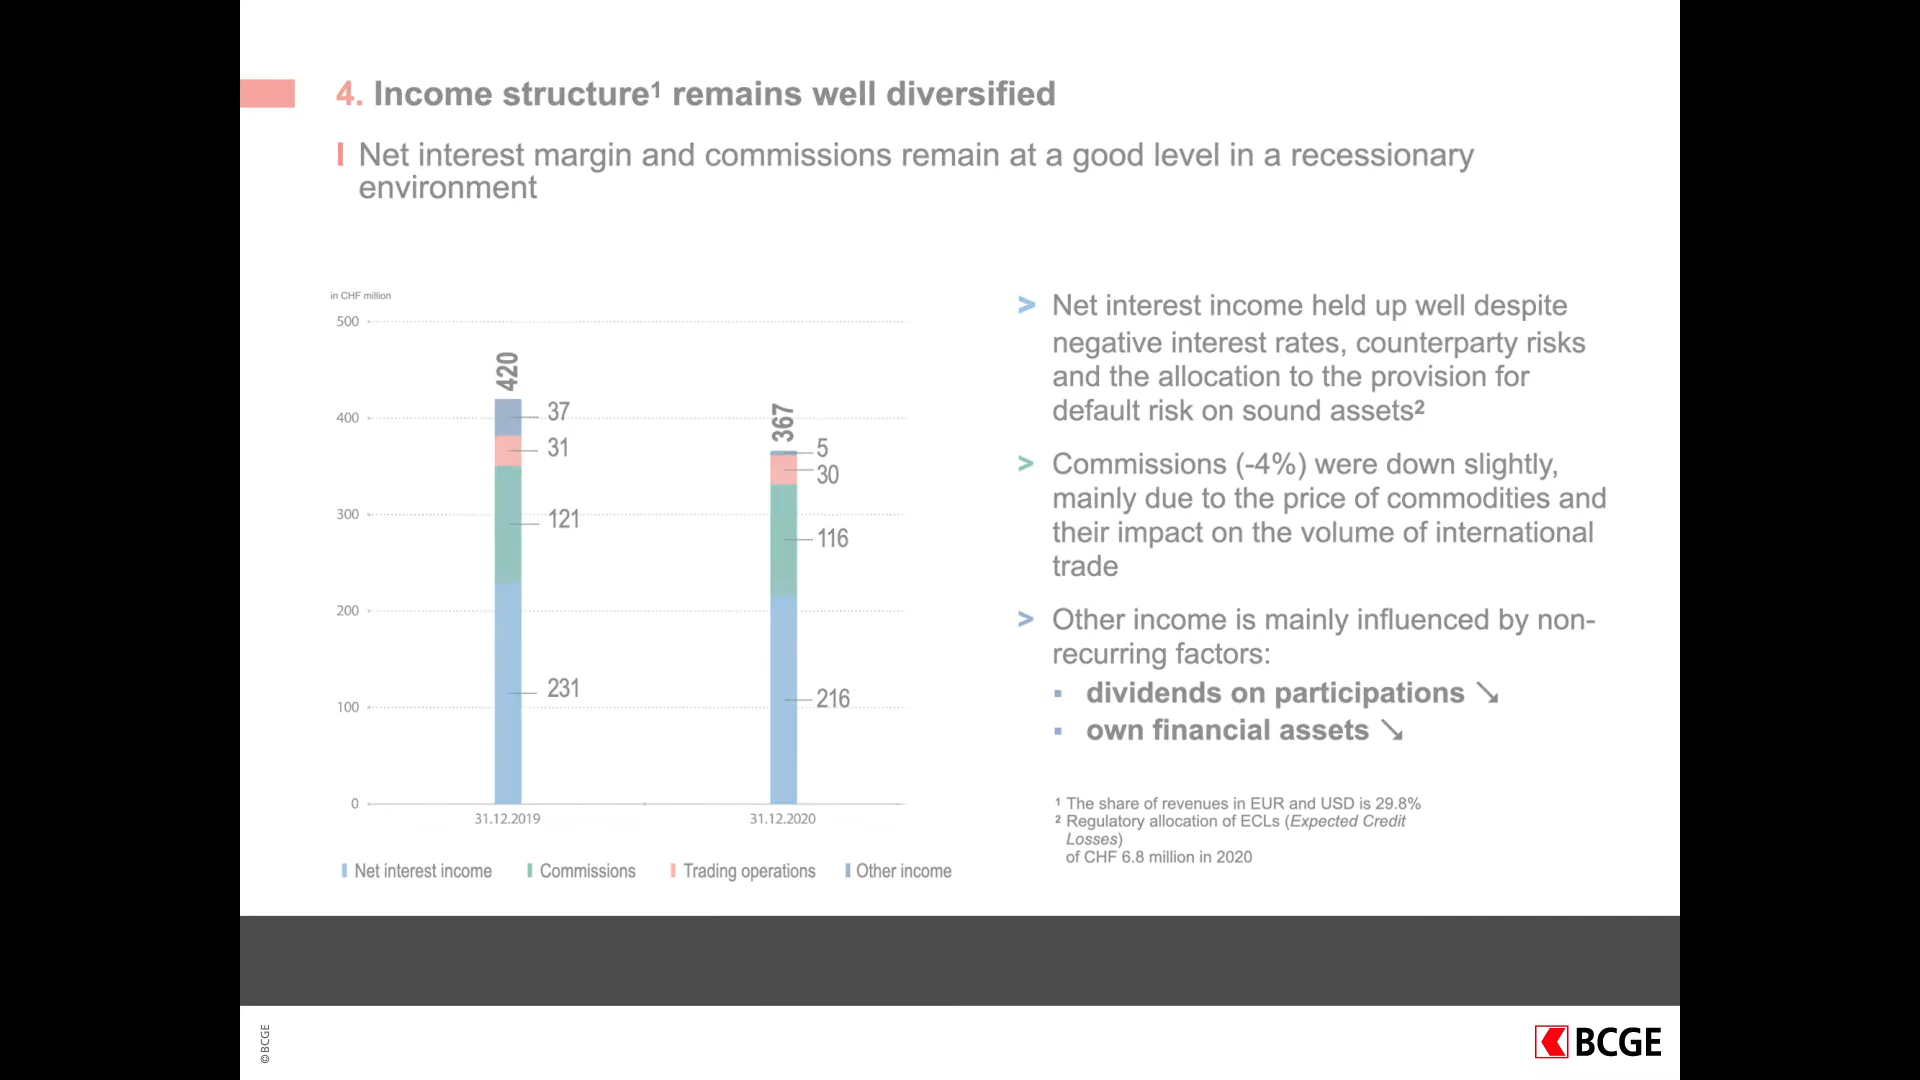 4. Income structure¹ remains well diversified
Net interest margin and commissions remain at a good level in a recessionary
environment
in CHF million
500
400
300
200
100
0
420
37
31
121
231
367
5
30
116
216
31.12.2019
31.12.2020
Net interest income
Commissions
Trading operations
Other income
> Net interest income held up well despite
negative interest rates, counterparty risks
and the allocation to the provision for
default risk on sound assets²
> Commissions (-4%) were down slightly,
mainly due to the price of commodities and
their impact on the volume of international
trade
> Other income is mainly influenced by non-
recurring factors:
▪ dividends on participations ↘
▪ own financial assets ↘
¹ The share of revenues in EUR and USD is 29.8%
² Regulatory allocation of ECLs (Expected Credit
Losses)
of CHF 6.8 million in 2020
©BCGE
BCGE